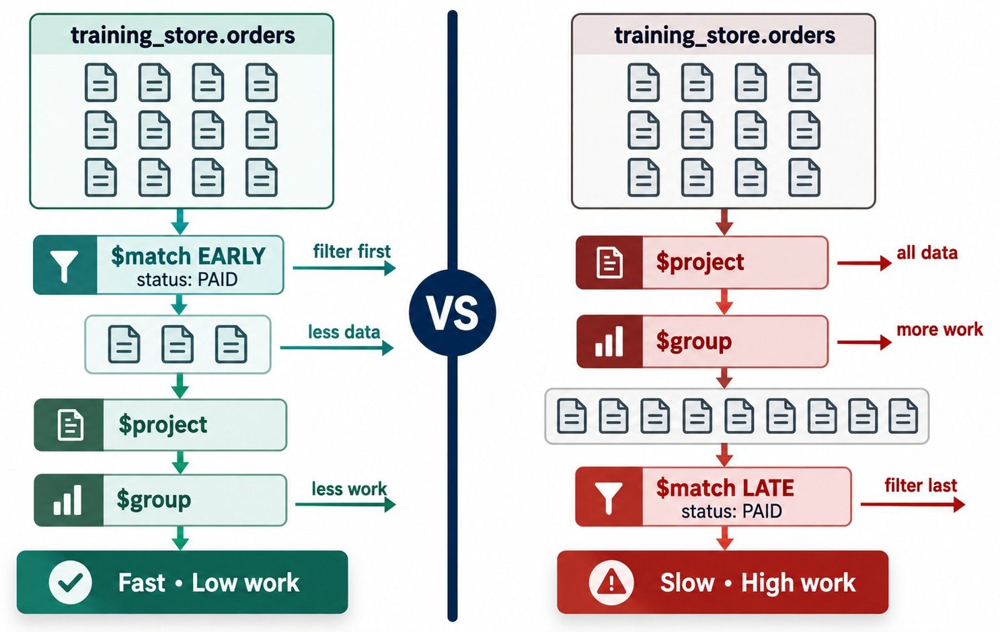 training_store.orders
$match EARLY
status: PAID
filter first
less data
$project
$group
less work
Fast • Low work
VS
training_store.orders
$project
all data
$group
more work
$match LATE
status: PAID
filter last
Slow • High work